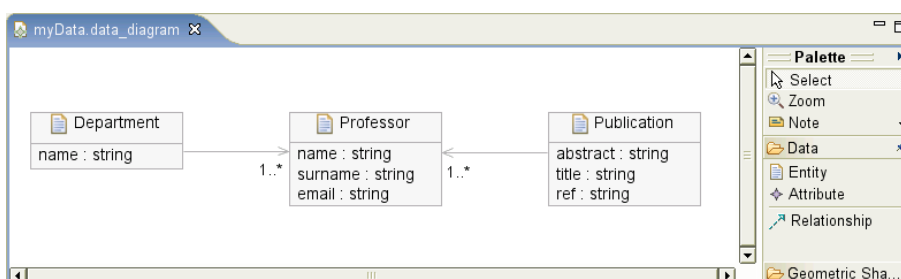 myData.data_diagram
Palette
Select
Zoom
Note
Data
Entity
Attribute
Relationship
Geometric Sha...
Department
name : string
1..*
Professor
name : string
surname : string
email : string
1..*
Publication
abstract : string
title : string
ref : string